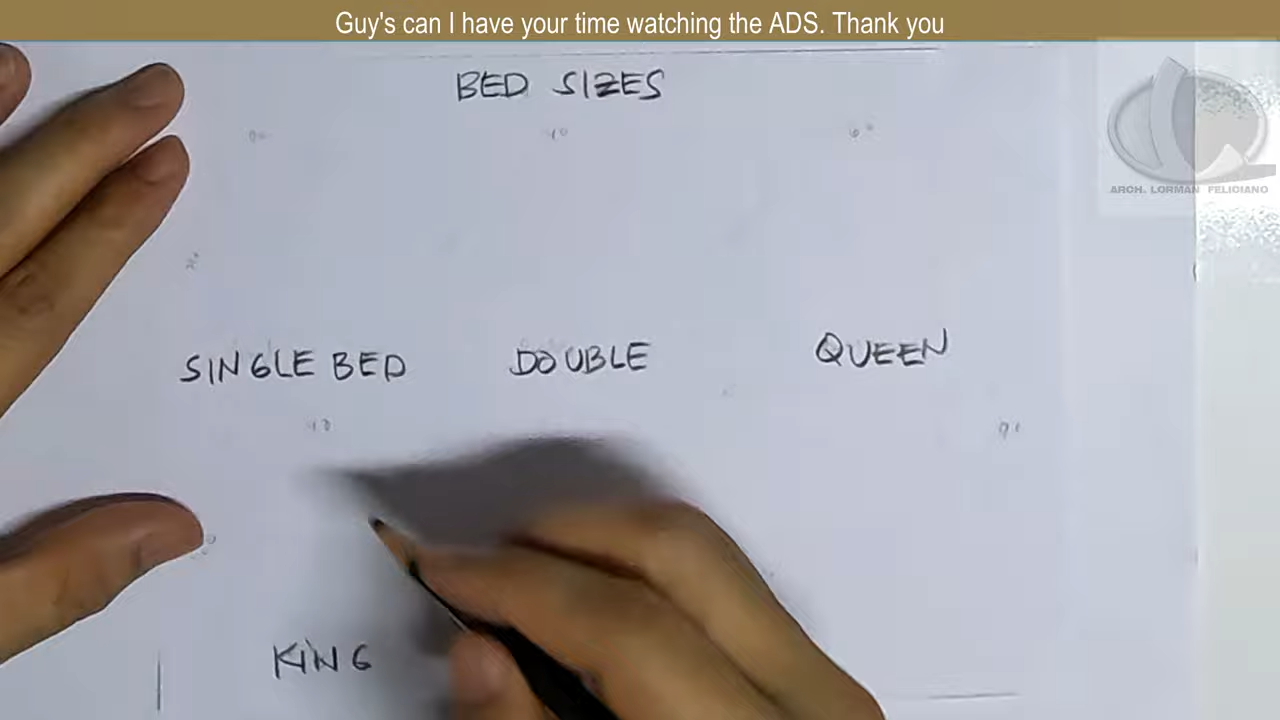 Guy's can I have your time watching the ADS. Thank you
BED SIZES
ARCH. LORMAN FELICIANO
SINGLE BED
DOUBLE
QUEEN
KING